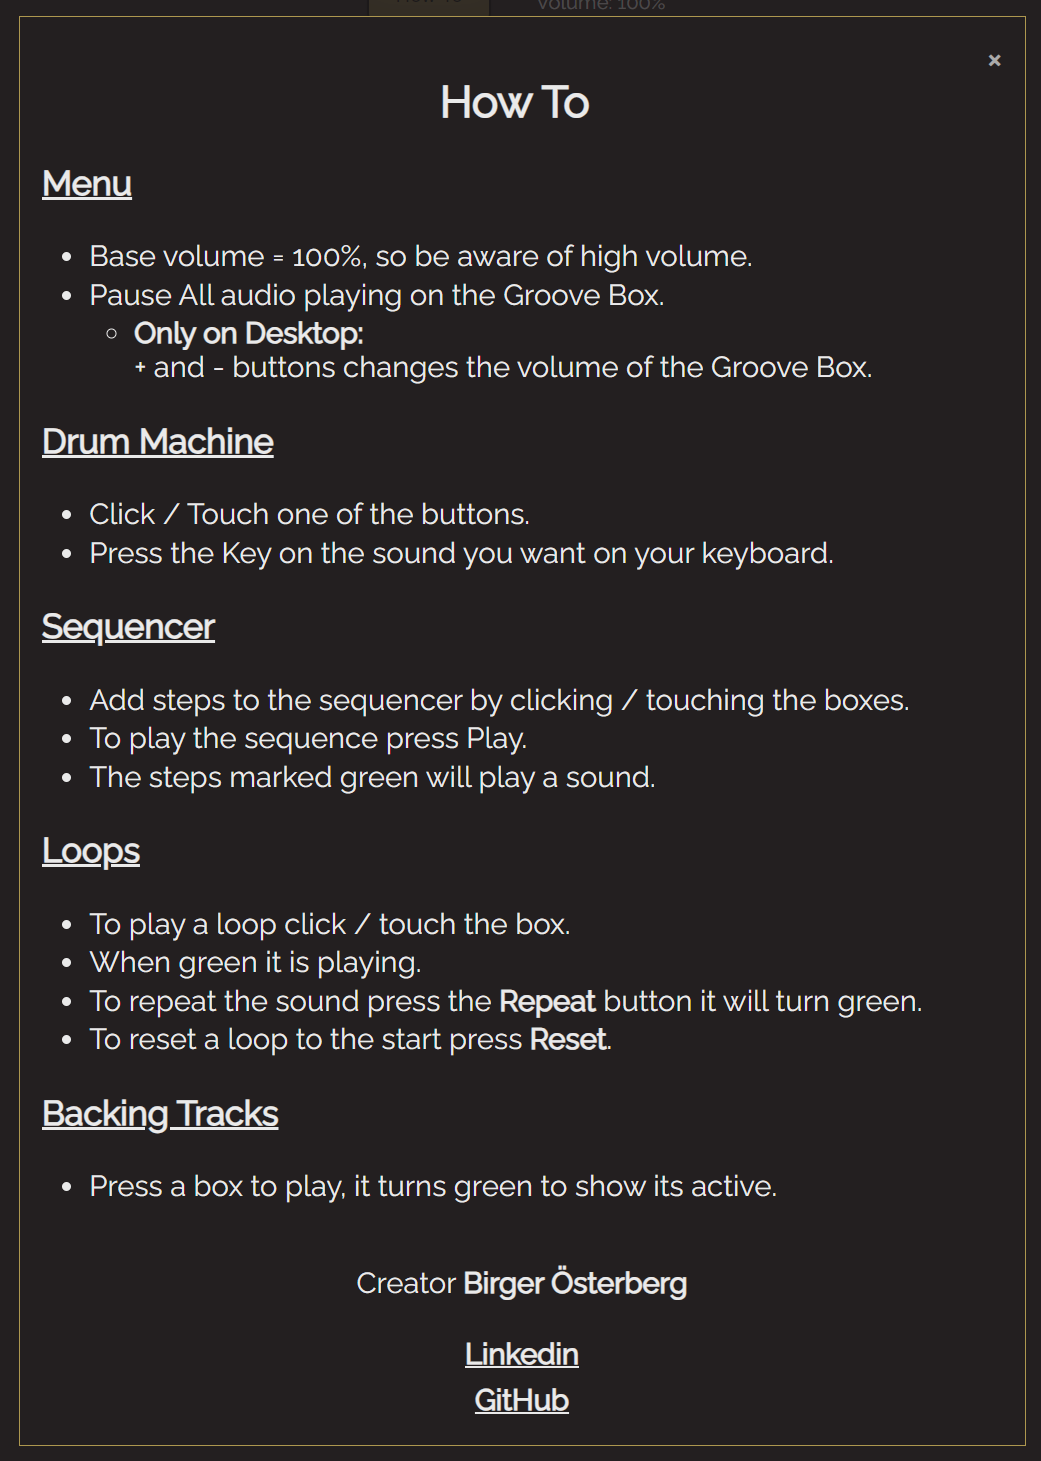 How To
Volume: 100%
×
How To
Menu
• Base volume = 100%, so be aware of high volume.
• Pause All audio playing on the Groove Box.
◦ Only on Desktop:
+ and - buttons changes the volume of the Groove Box.
Drum Machine
• Click / Touch one of the buttons.
• Press the Key on the sound you want on your keyboard.
Sequencer
• Add steps to the sequencer by clicking / touching the boxes.
• To play the sequence press Play.
• The steps marked green will play a sound.
Loops
• To play a loop click / touch the box.
• When green it is playing.
• To repeat the sound press the Repeat button it will turn green.
• To reset a loop to the start press Reset.
Backing Tracks
• Press a box to play, it turns green to show its active.
Creator Birger Österberg
Linkedin
GitHub